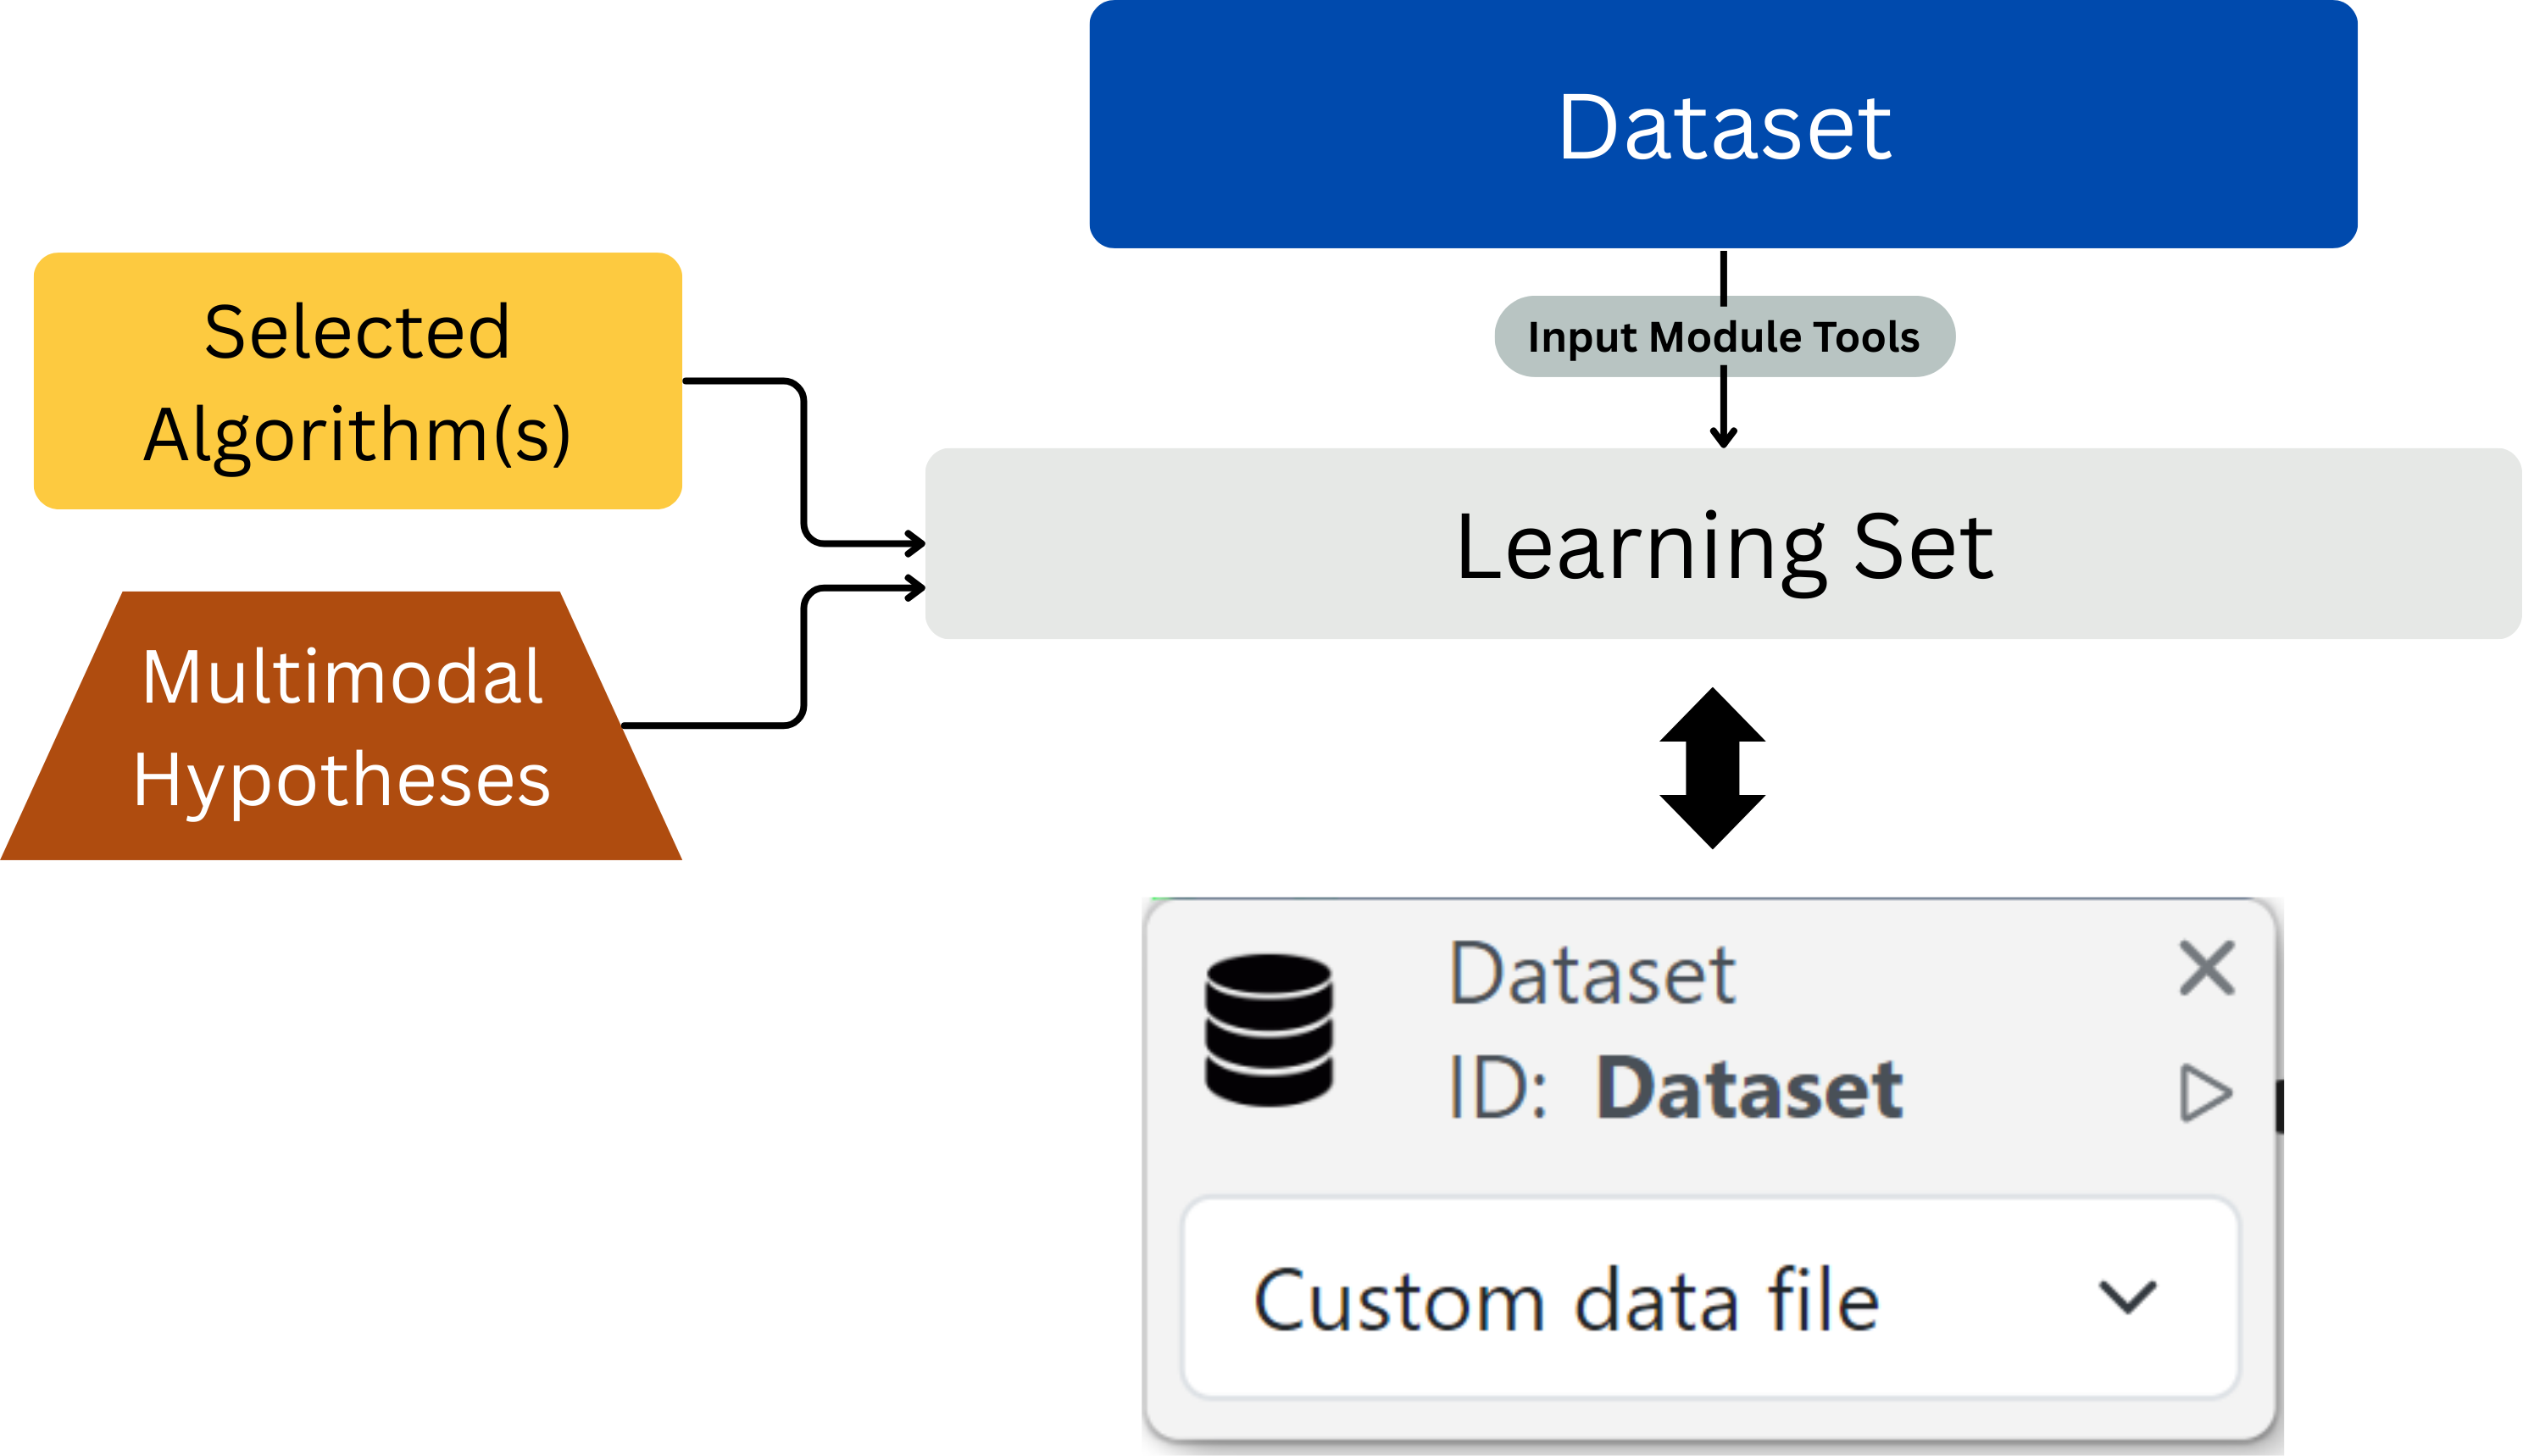 Dataset
Input Module Tools
Selected
Algorithm(s)
Learning Set
Multimodal
Hypotheses
Dataset
ID: Dataset
Custom data file